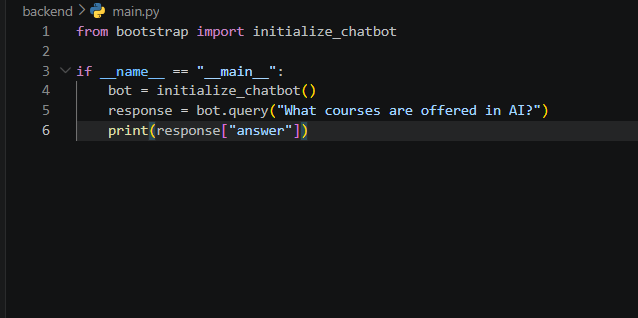 backend > main.py
1 from bootstrap import initialize_chatbot
2
3 if __name__ == "__main__":
4     bot = initialize_chatbot()
5     response = bot.query("What courses are offered in AI?")
6     print(response["answer"])